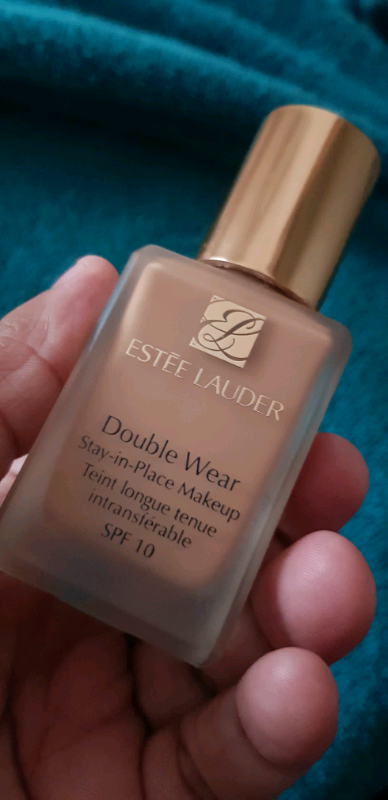 ESTĒE LAUDER
Double Wear
Stay-in-Place Makeup
Teint longue tenue
intransférable
SPF 10